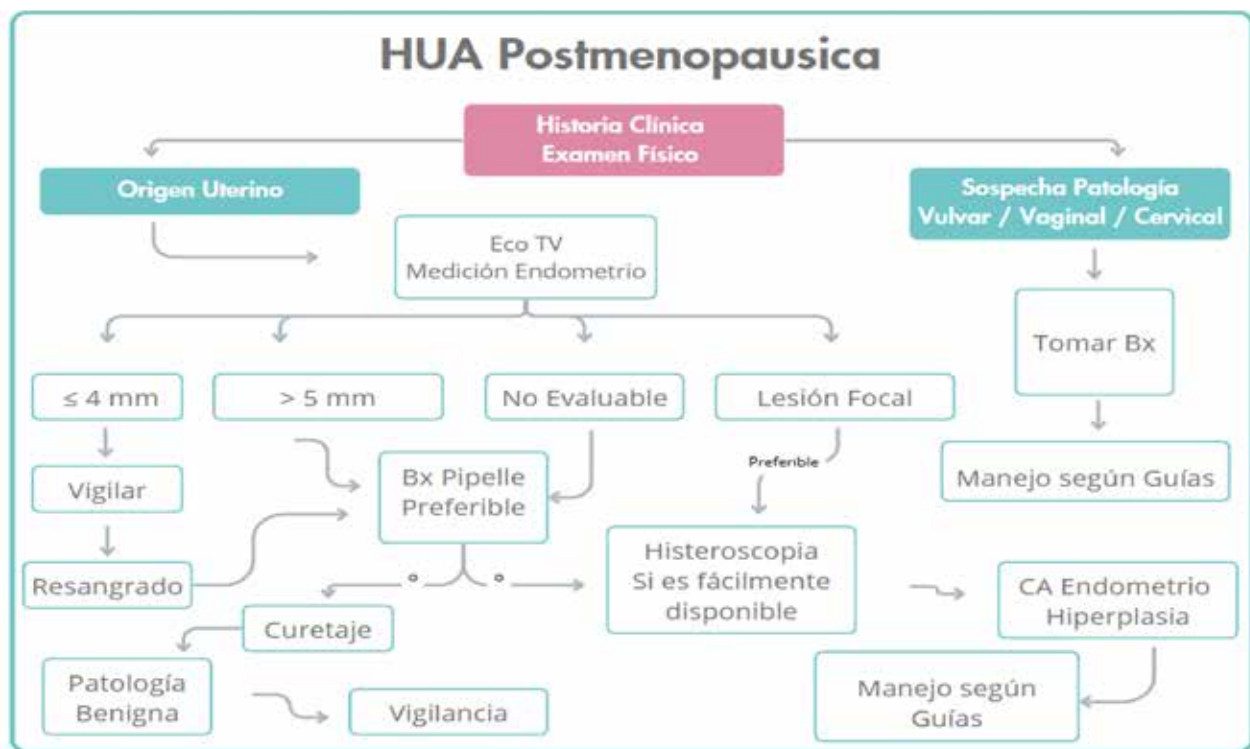 HUA Postmenopausica
Historia Clínica
Examen Físico
Origen Uterino
Sospecha Patología
Vulvar / Vaginal / Cervical
Eco TV
Medición Endometrio
Tomar Bx
≤ 4 mm
> 5 mm
No Evaluable
Lesión Focal
Preferible
Vigilar
Bx Pipelle
Preferible
Manejo según Guías
Resangrado
o
o
Histeroscopia
Si es fácilmente
disponible
CA Endometrio
Hiperplasia
Curetaje
Patología
Benigna
Vigilancia
Manejo según
Guías